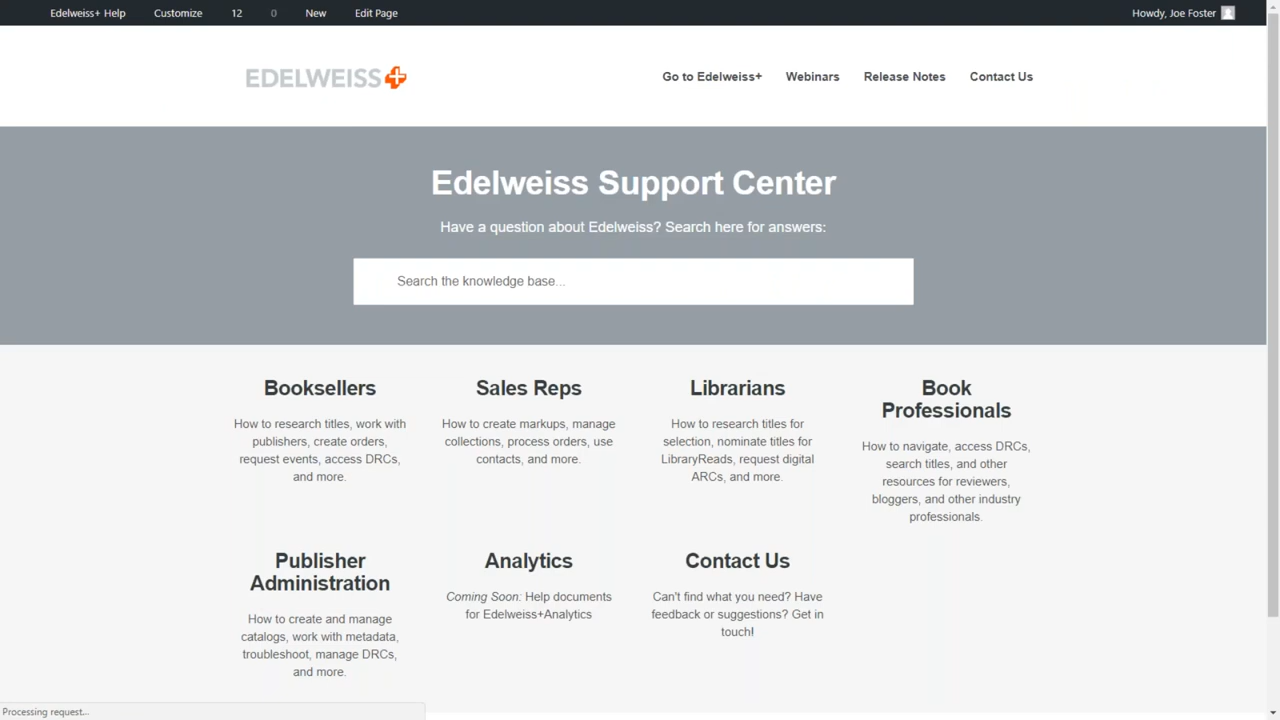 Edelweiss+ Help Customize 12 0 New Edit Page Howdy, Joe Foster
EDELWEISS+ Go to Edelweiss+ Webinars Release Notes Contact Us
Edelweiss Support Center
Have a question about Edelweiss? Search here for answers:
Search the knowledge base...
Booksellers
How to research titles, work with
publishers, create orders,
request events, access DRCs,
and more.
Sales Reps
How to create markups, manage
collections, process orders, use
contacts, and more.
Librarians
How to research titles for
selection, nominate titles for
LibraryReads, request digital
ARCs, and more.
Book
Professionals
How to navigate, access DRCs,
search titles, and other
resources for reviewers,
bloggers, and other industry
professionals.
Publisher
Administration
How to create and manage
catalogs, work with metadata,
troubleshoot, manage DRCs,
and more.
Analytics
Coming Soon: Help documents
for Edelweiss+Analytics
Contact Us
Can't find what you need? Have
feedback or suggestions? Get in
touch!
Processing request...